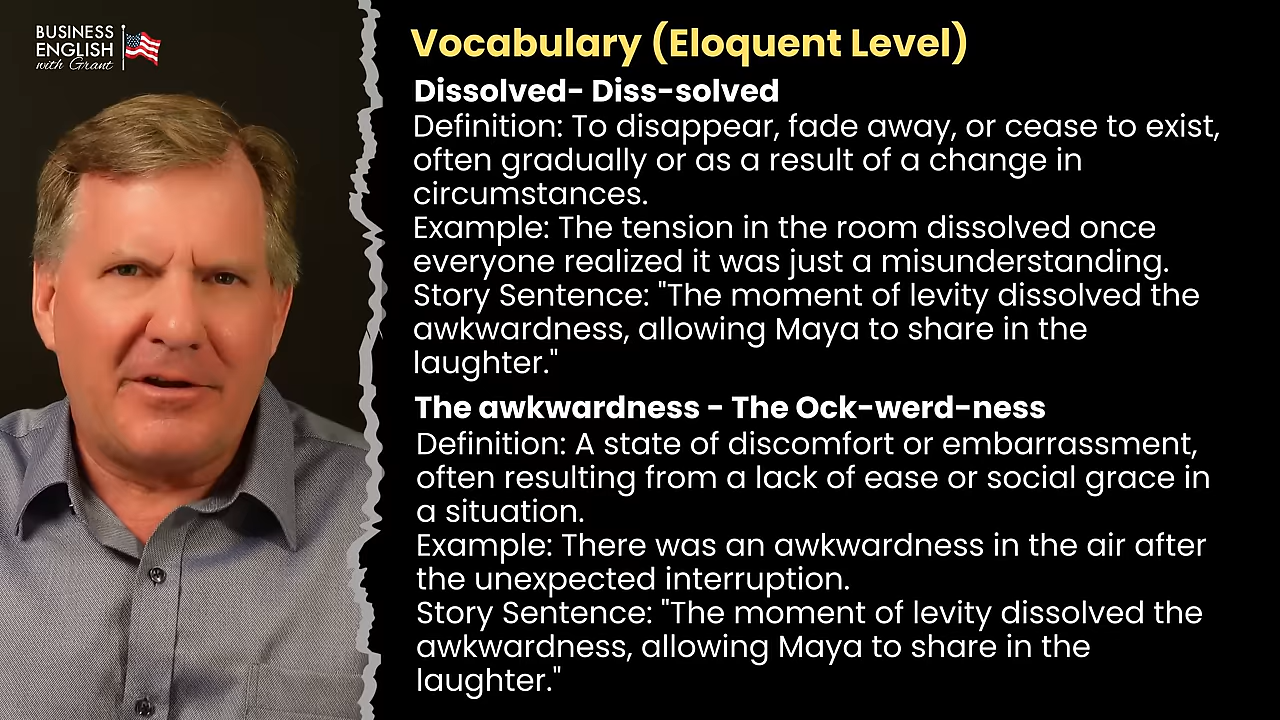 BUSINESS
ENGLISH
with Grant
Vocabulary (Eloquent Level)
Dissolved- Diss-solved
Definition: To disappear, fade away, or cease to exist,
often gradually or as a result of a change in
circumstances.
Example: The tension in the room dissolved once
everyone realized it was just a misunderstanding.
Story Sentence: "The moment of levity dissolved the
awkwardness, allowing Maya to share in the
laughter."
The awkwardness - The Ock-werd-ness
Definition: A state of discomfort or embarrassment,
often resulting from a lack of ease or social grace in
a situation.
Example: There was an awkwardness in the air after
the unexpected interruption.
Story Sentence: "The moment of levity dissolved the
awkwardness, allowing Maya to share in the
laughter."